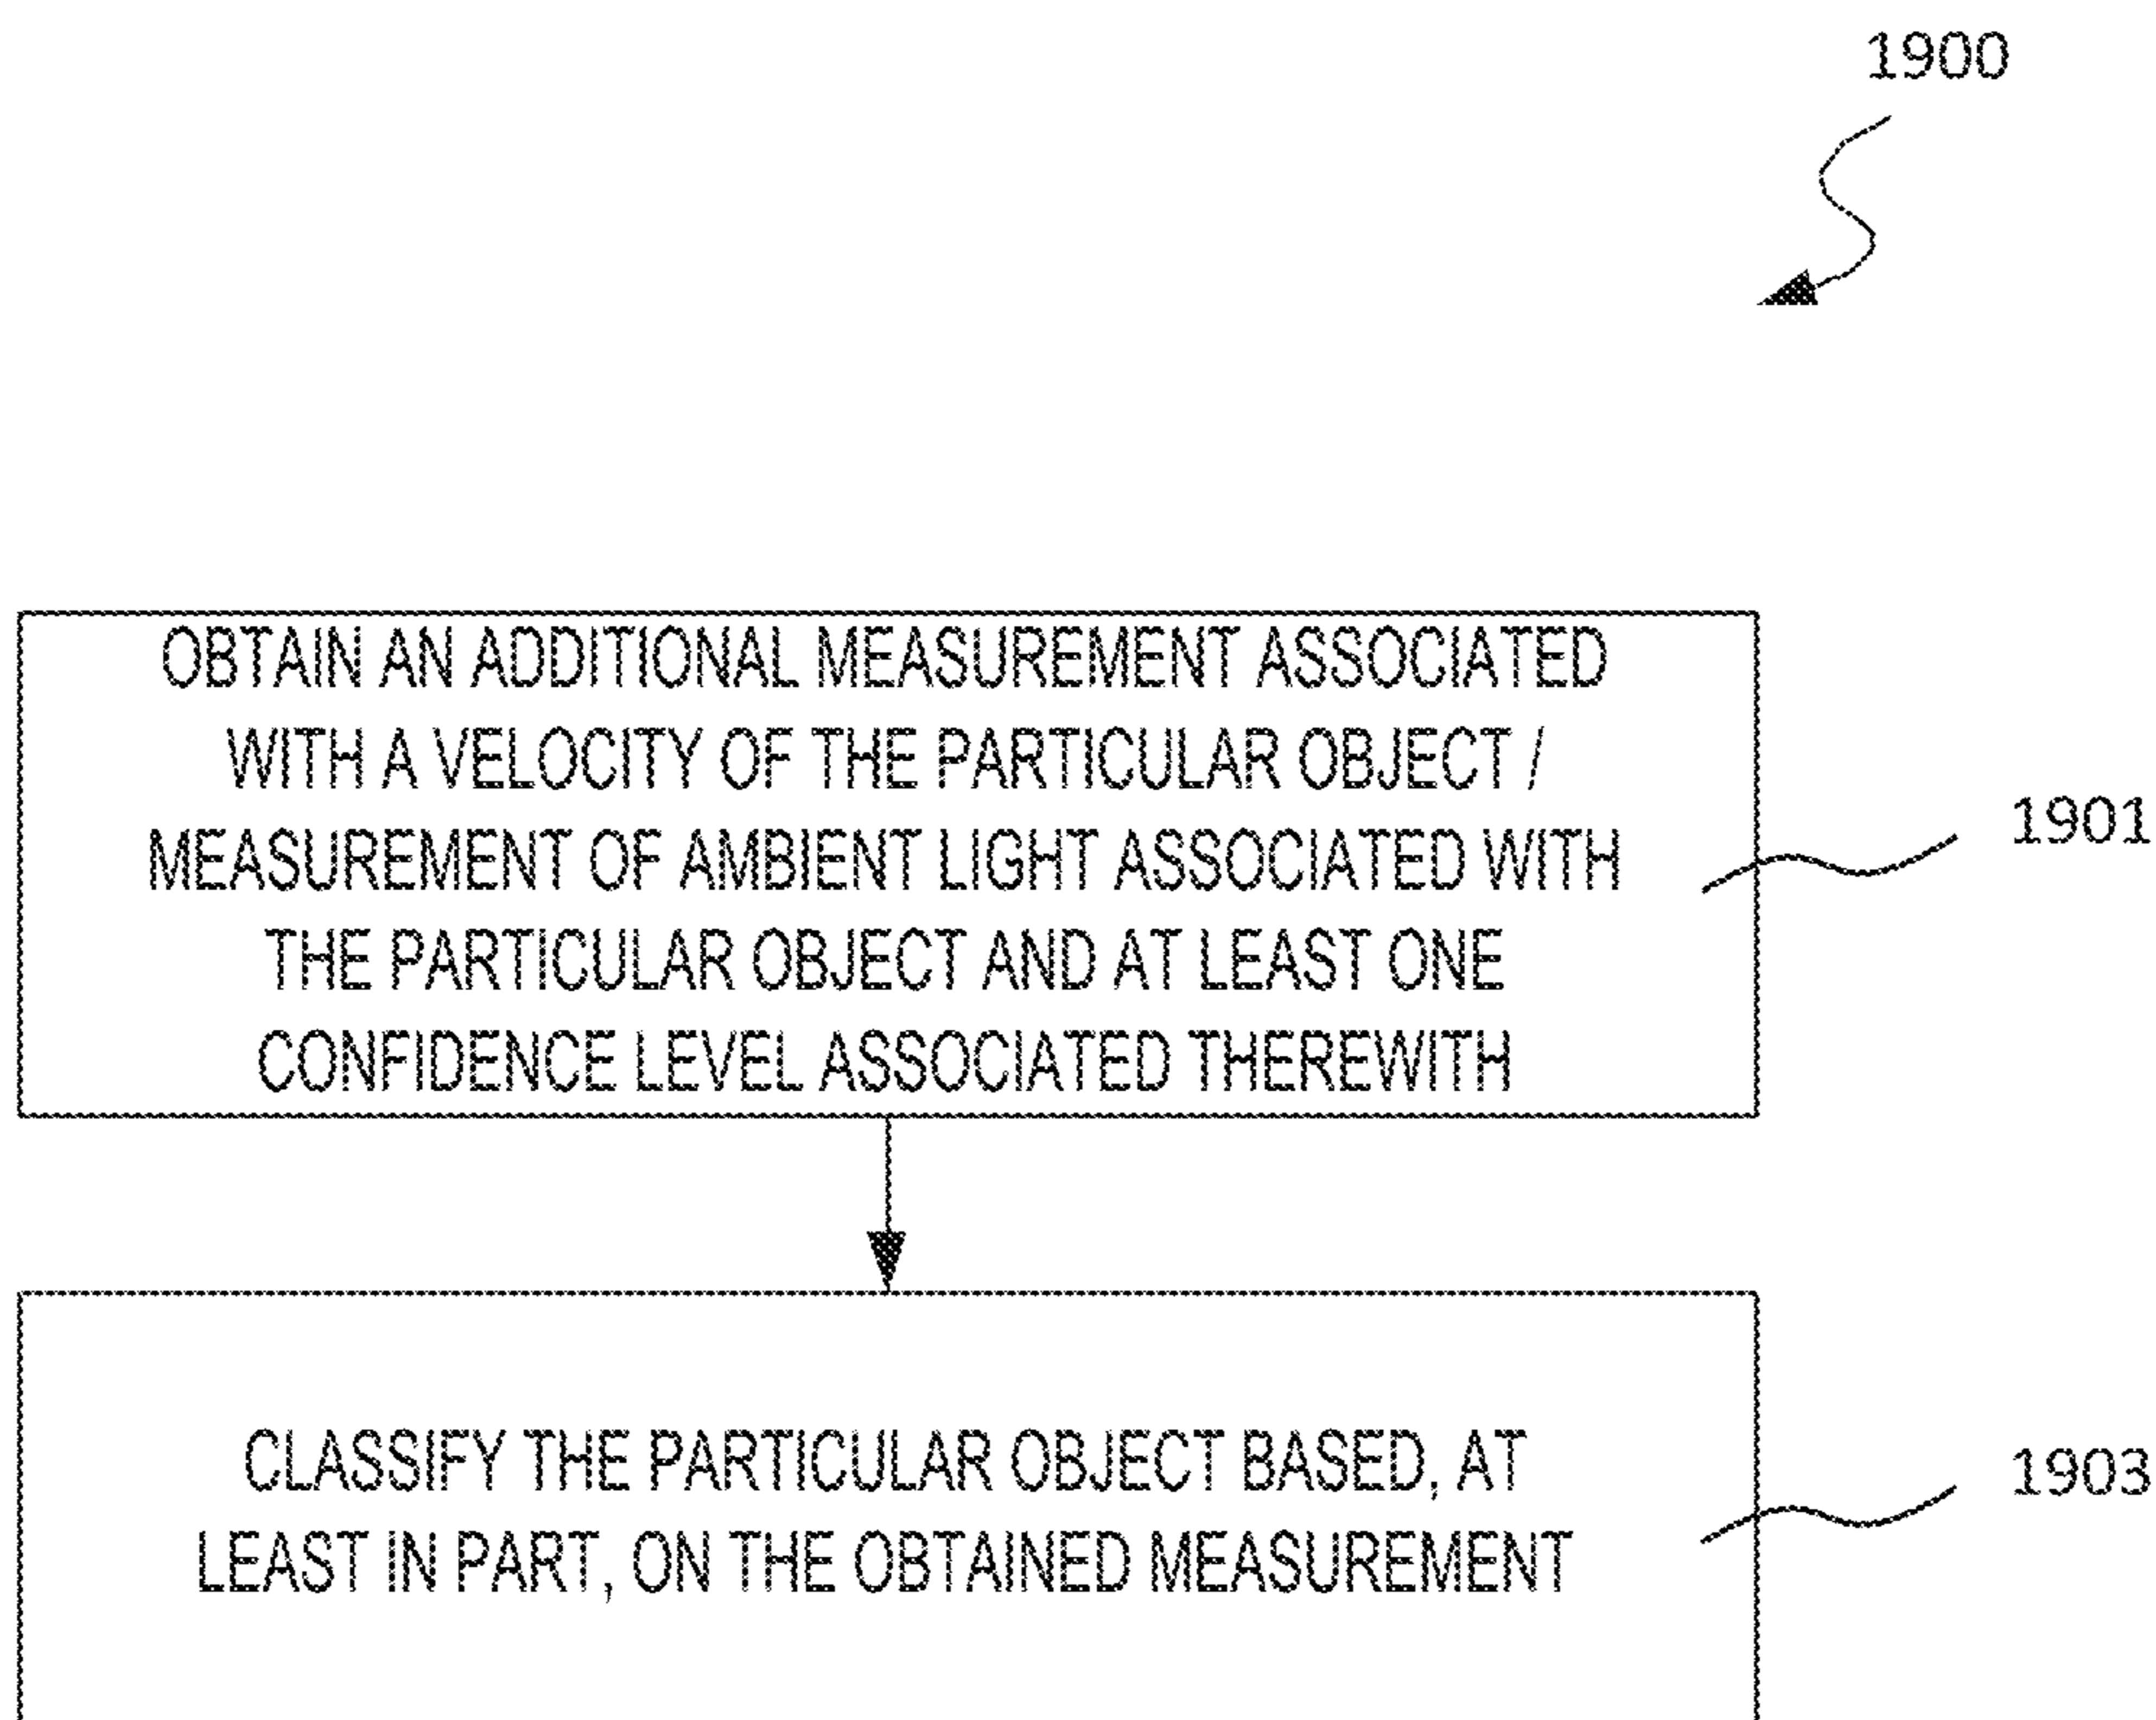 1900
OBTAIN AN ADDITIONAL MEASUREMENT ASSOCIATED
WITH A VELOCITY OF THE PARTICULAR OBJECT /
MEASUREMENT OF AMBIENT LIGHT ASSOCIATED WITH
THE PARTICULAR OBJECT AND AT LEAST ONE
CONFIDENCE LEVEL ASSOCIATED THEREWITH
1901
CLASSIFY THE PARTICULAR OBJECT BASED, AT
LEAST IN PART, ON THE OBTAINED MEASUREMENT
1903